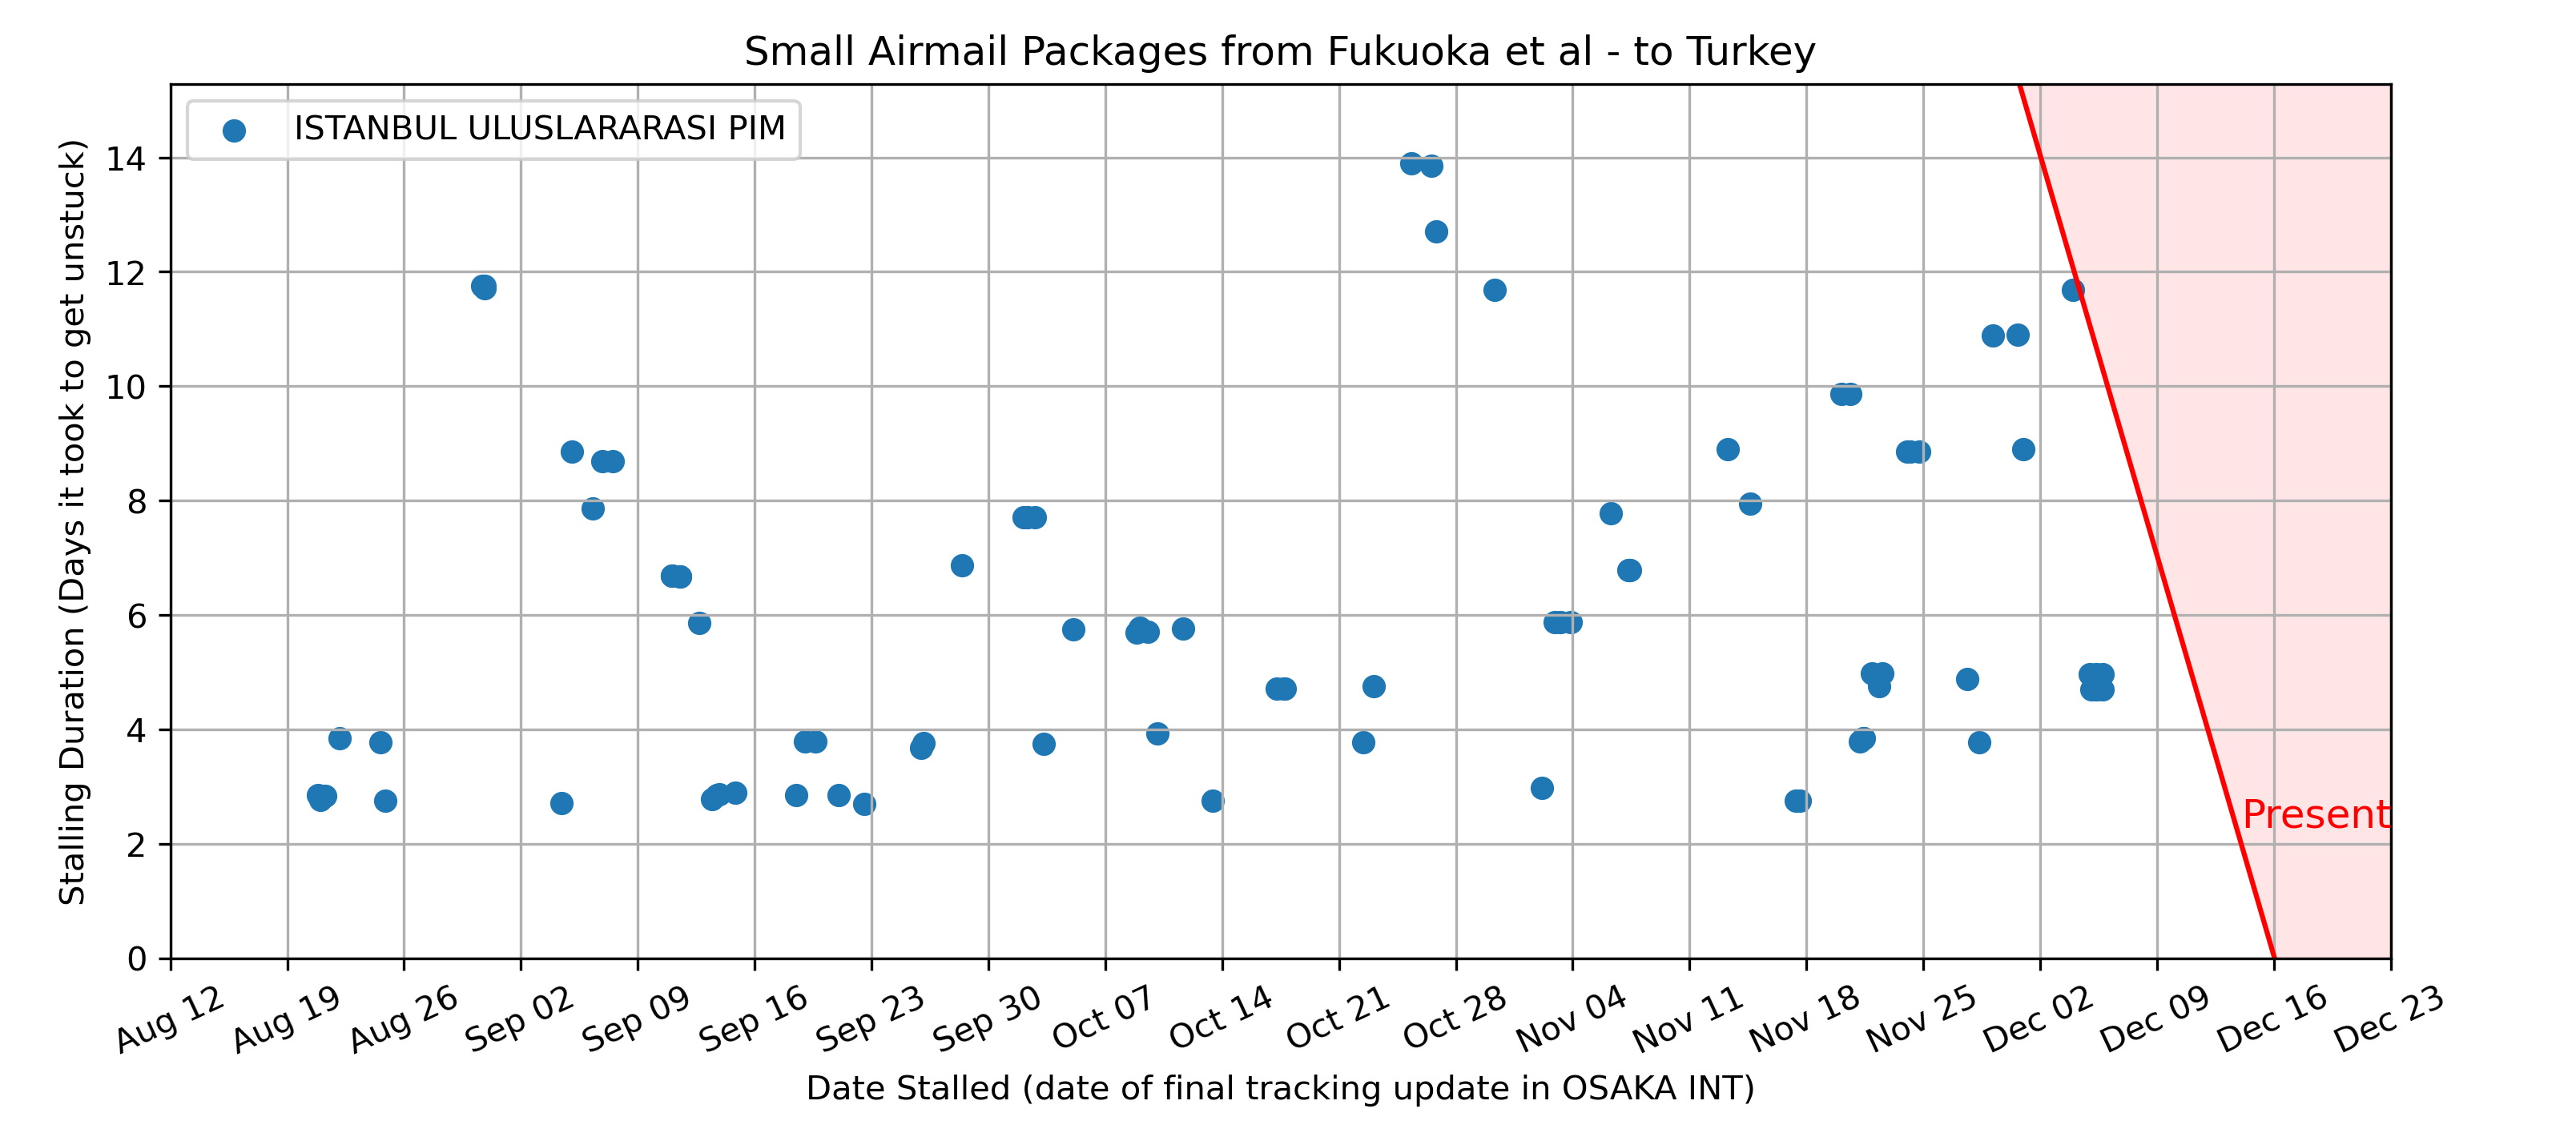 Small Airmail Packages from Fukuoka et al - to Turkey
ISTANBUL ULUSLARARASI PIM
Stalling Duration (Days it took to get unstuck)
14
12
10
8
6
4
2
0
Present
Aug 12 Aug 19 Aug 26 Sep 02 Sep 09 Sep 16 Sep 23 Sep 30 Oct 07 Oct 14 Oct 21 Oct 28 Nov 04 Nov 11 Nov 18 Nov 25 Dec 02 Dec 09 Dec 16 Dec 23
Date Stalled (date of final tracking update in OSAKA INT)